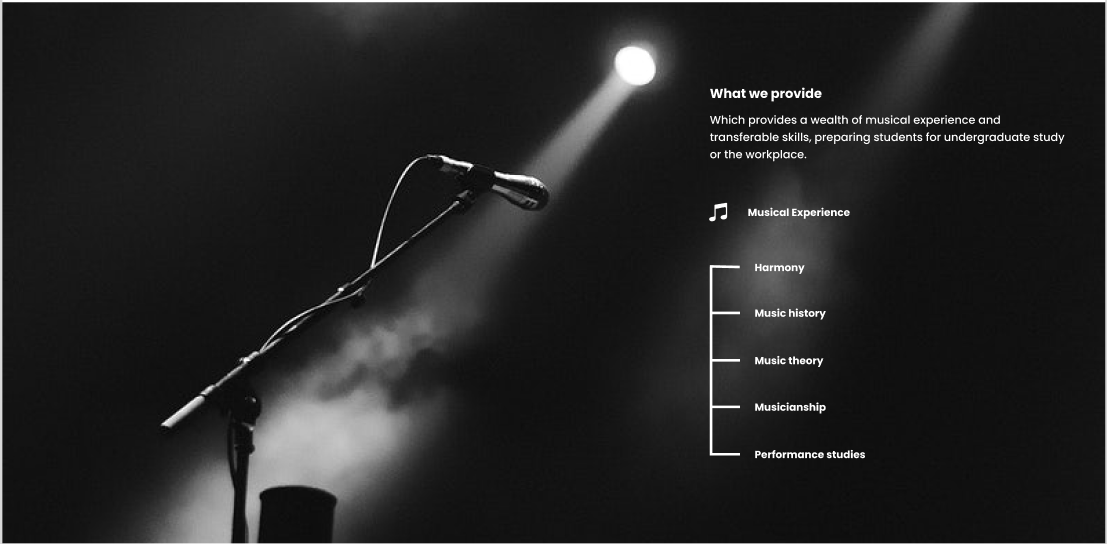 What we provide
Which provides a wealth of musical experience and
transferable skills, preparing students for undergraduate study
or the workplace.
Musical Experience
Harmony
Music history
Music theory
Musicianship
Performance studies